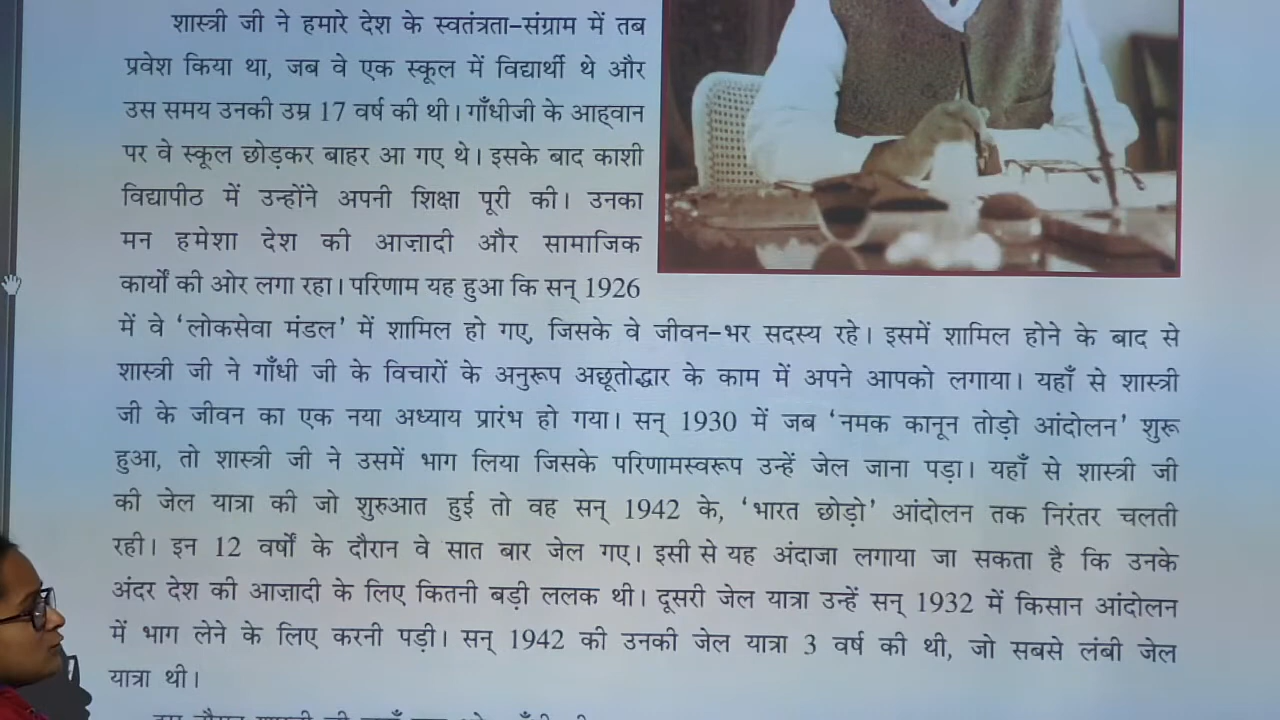 शास्त्री जी ने हमारे देश के स्वतंत्रता-संग्राम में तब
प्रवेश किया था, जब वे एक स्कूल में विद्यार्थी थे और
उस समय उनकी उम्र 17 वर्ष की थी। गाँधीजी के आह्वान
पर वे स्कूल छोड़कर बाहर आ गए थे। इसके बाद काशी
विद्यापीठ में उन्होंने अपनी शिक्षा पूरी की। उनका
मन हमेशा देश की आज़ादी और सामाजिक
कार्यों की ओर लगा रहा। परिणाम यह हुआ कि सन् 1926
में वे ‘लोकसेवा मंडल’ में शामिल हो गए, जिसके वे जीवन-भर सदस्य रहे। इसमें शामिल होने के बाद से
शास्त्री जी ने गाँधी जी के विचारों के अनुरूप अछूतोद्धार के काम में अपने आपको लगाया। यहाँ से शास्त्री
जी के जीवन का एक नया अध्याय प्रारंभ हो गया। सन् 1930 में जब ‘नमक कानून तोड़ो आंदोलन’ शुरू
हुआ, तो शास्त्री जी ने उसमें भाग लिया जिसके परिणामस्वरूप उन्हें जेल जाना पड़ा। यहाँ से शास्त्री जी
की जेल यात्रा की जो शुरुआत हुई तो वह सन् 1942 के, ‘भारत छोड़ो’ आंदोलन तक निरंतर चलती
रही। इन 12 वर्षों के दौरान वे सात बार जेल गए। इसी से यह अंदाजा लगाया जा सकता है कि उनके
अंदर देश की आज़ादी के लिए कितनी बड़ी ललक थी। दूसरी जेल यात्रा उन्हें सन् 1932 में किसान आंदोलन
में भाग लेने के लिए करनी पड़ी। सन् 1942 की उनकी जेल यात्रा 3 वर्ष की थी, जो सबसे लंबी जेल
यात्रा थी।